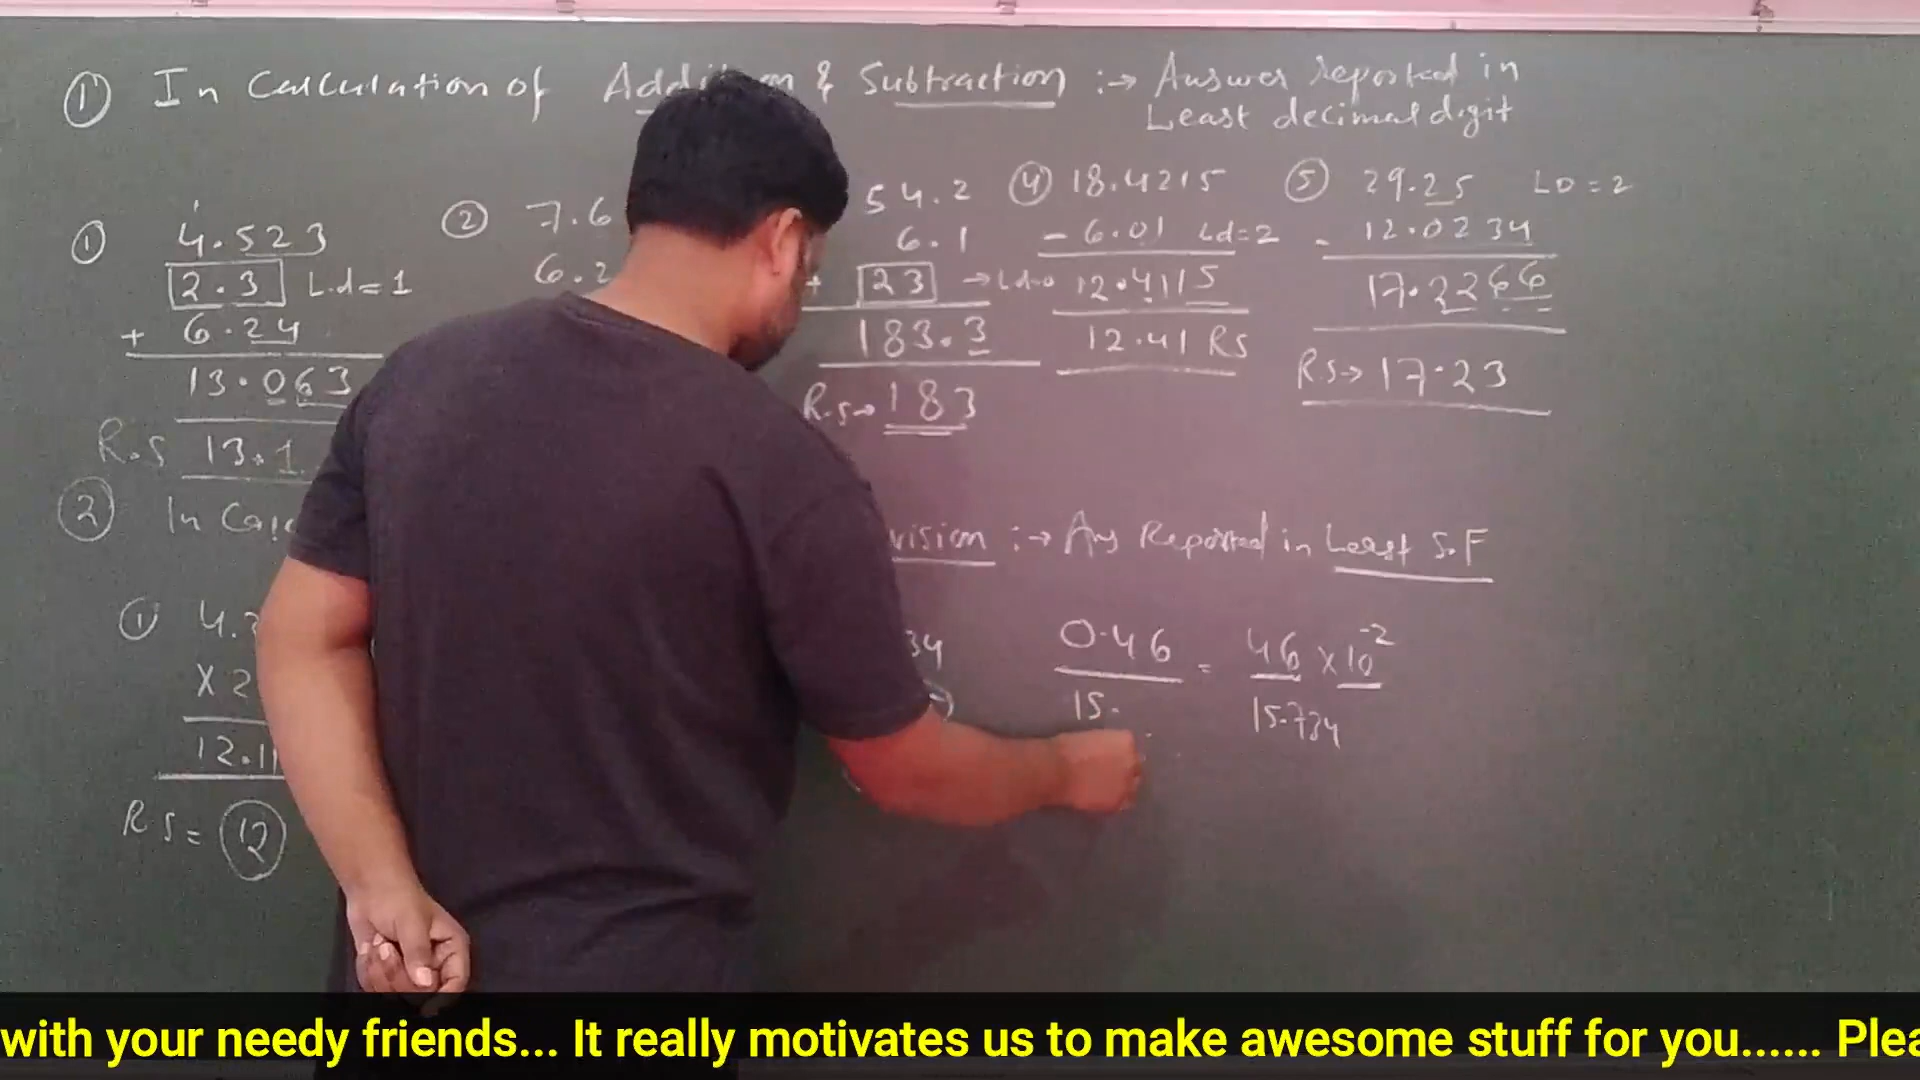 ① In Calculation of Addition & Subtraction :→ Answer reported in
Least decimal digit
① 4.523
2.3 L.d = 1
+ 6.24
13.063
R.S 13.1
② 7.6
6.2
54.2
6.1
+ 23 → Ld=0
183.3
R.S→ 183
④ 18.4215
- 6.01 Ld=2
12.4115
12.41 RS
⑤ 29.25 LD = 2
- 12.0234
17.2266
R.S→ 17.23
② In Case vision :→ Ans Reported in Least S.F
① 4.3
X 2
12.11
R.S = 12
34
0.46 = 46 × 10⁻²
15. 15.734
with your needy friends... It really motivates us to make awesome stuff for you...... Plea